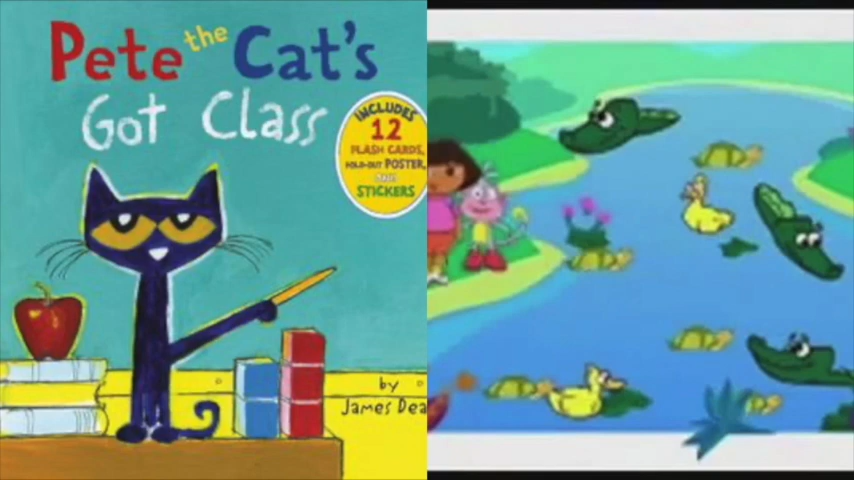 Pete the Cat's
Got Class
INCLUDES
12
FLASH CARDS,
FOLD-OUT POSTER,
AND
STICKERS
by
James Dea